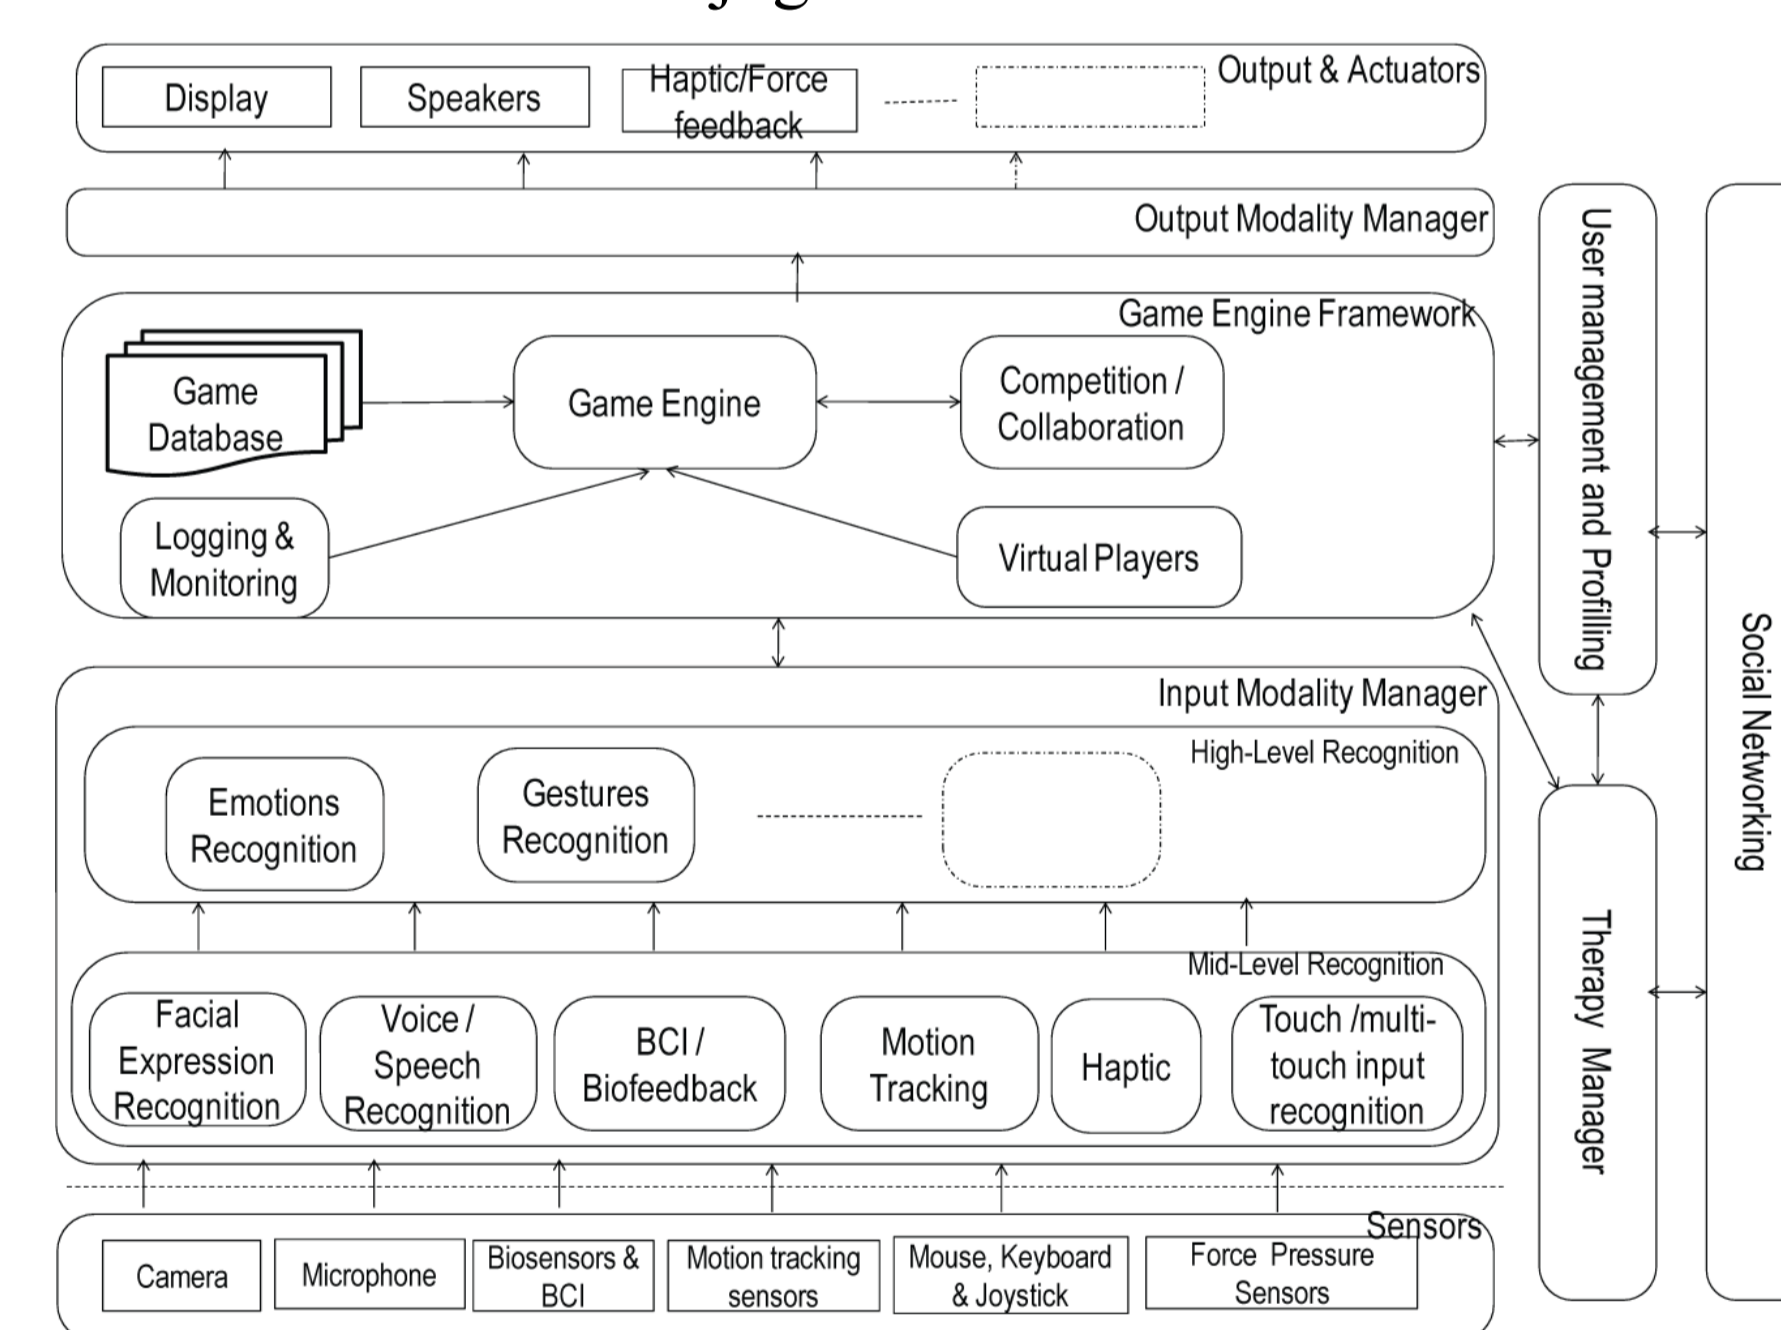 Output & Actuators
Display
Speakers
Haptic/Force
feedback
Output Modality Manager
Game Engine Framework
Game
Database
Game Engine
Competition /
Collaboration
Logging &
Monitoring
Virtual Players
User management and Profilling
Social Networking
Input Modality Manager
High-Level Recognition
Emotions
Recognition
Gestures
Recognition
Mid-Level Recognition
Facial
Expression
Recognition
Voice /
Speech
Recognition
BCI /
Biofeedback
Motion
Tracking
Haptic
Touch /multi-
touch input
recognition
Therapy Manager
Sensors
Camera
Microphone
Biosensors &
BCI
Motion tracking
sensors
Mouse, Keyboard
& Joystick
Force Pressure
Sensors